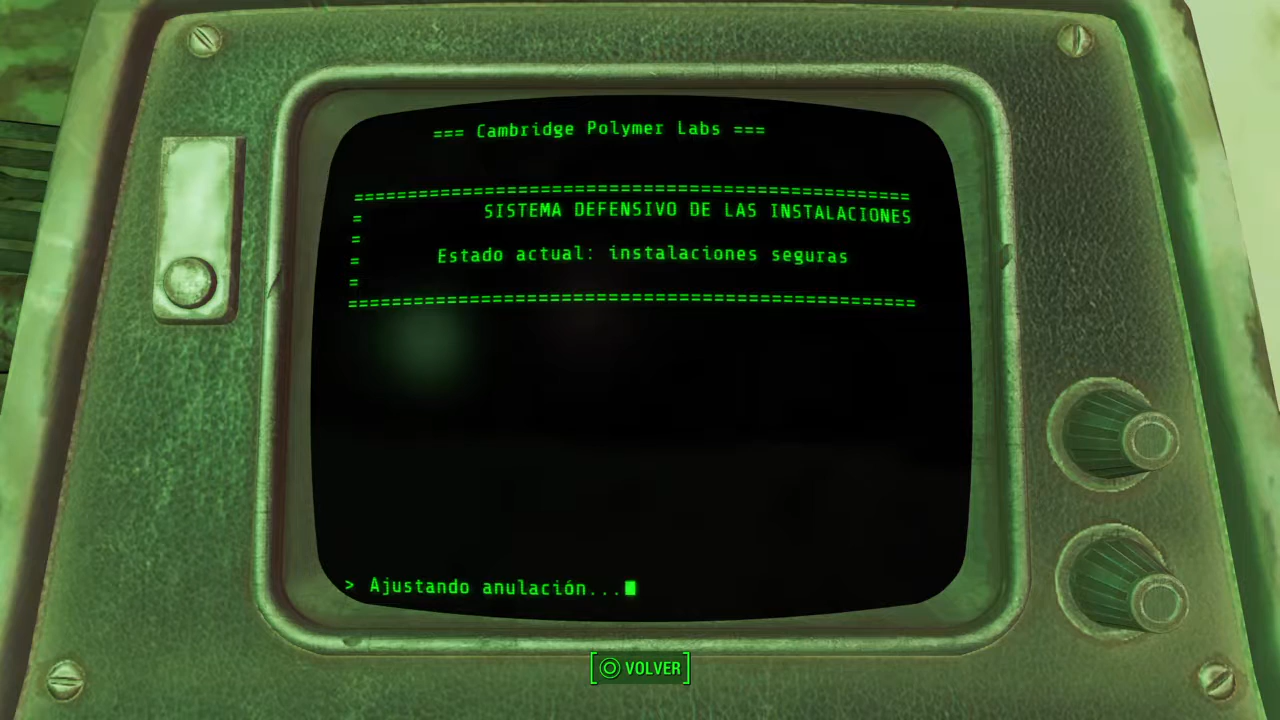 === Cambridge Polymer Labs ===
====================================================
= SISTEMA DEFENSIVO DE LAS INSTALACIONES
=
= Estado actual: instalaciones seguras
=
=====================================================
> Ajustando anulación...
VOLVER